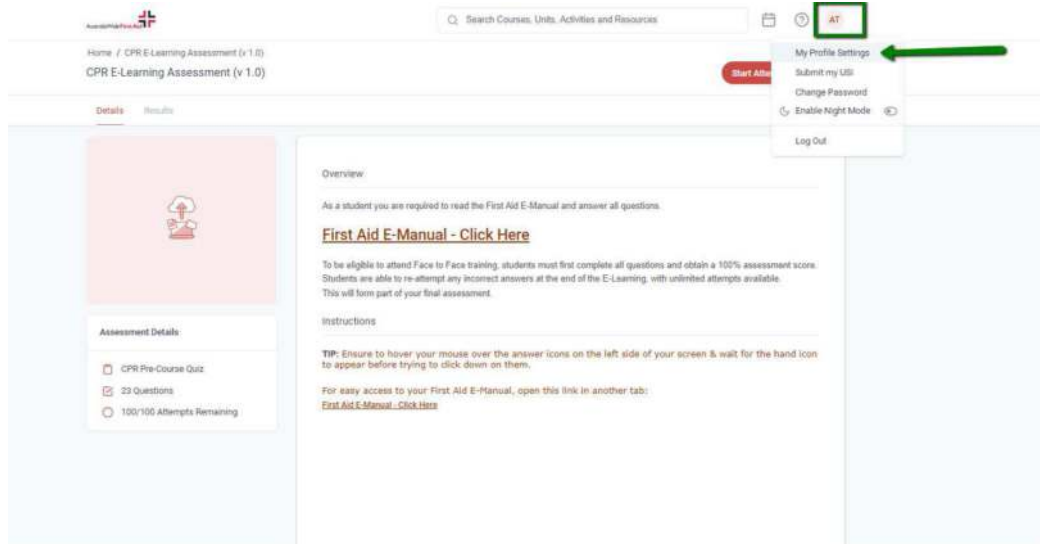 AustraliaWide First Aid
Search Courses, Units, Activities and Resources
AT
Home / CPR E-Learning Assessment (v 1.0)
CPR E-Learning Assessment (v 1.0)
Start Atte
My Profile Settings
Submit my USI
Change Password
Enable Night Mode
Log Out
Details Results
Overview
As a student you are required to read the First Aid E-Manual and answer all questions.
First Aid E-Manual - Click Here
To be eligible to attend Face to Face training, students must first complete all questions and obtain a 100% assessment score.
Students are able to re-attempt any incorrect answers at the end of the E-Learning, with unlimited attempts available.
This will form part of your final assessment.
Instructions
TIP: Ensure to hover your mouse over the answer icons on the left side of your screen & wait for the hand icon
to appear before trying to click down on them.
For easy access to your First Aid E-Manual, open this link in another tab:
First Aid E-Manual - Click Here
Assessment Details
CPR Pre-Course Quiz
23 Questions
100/100 Attempts Remaining